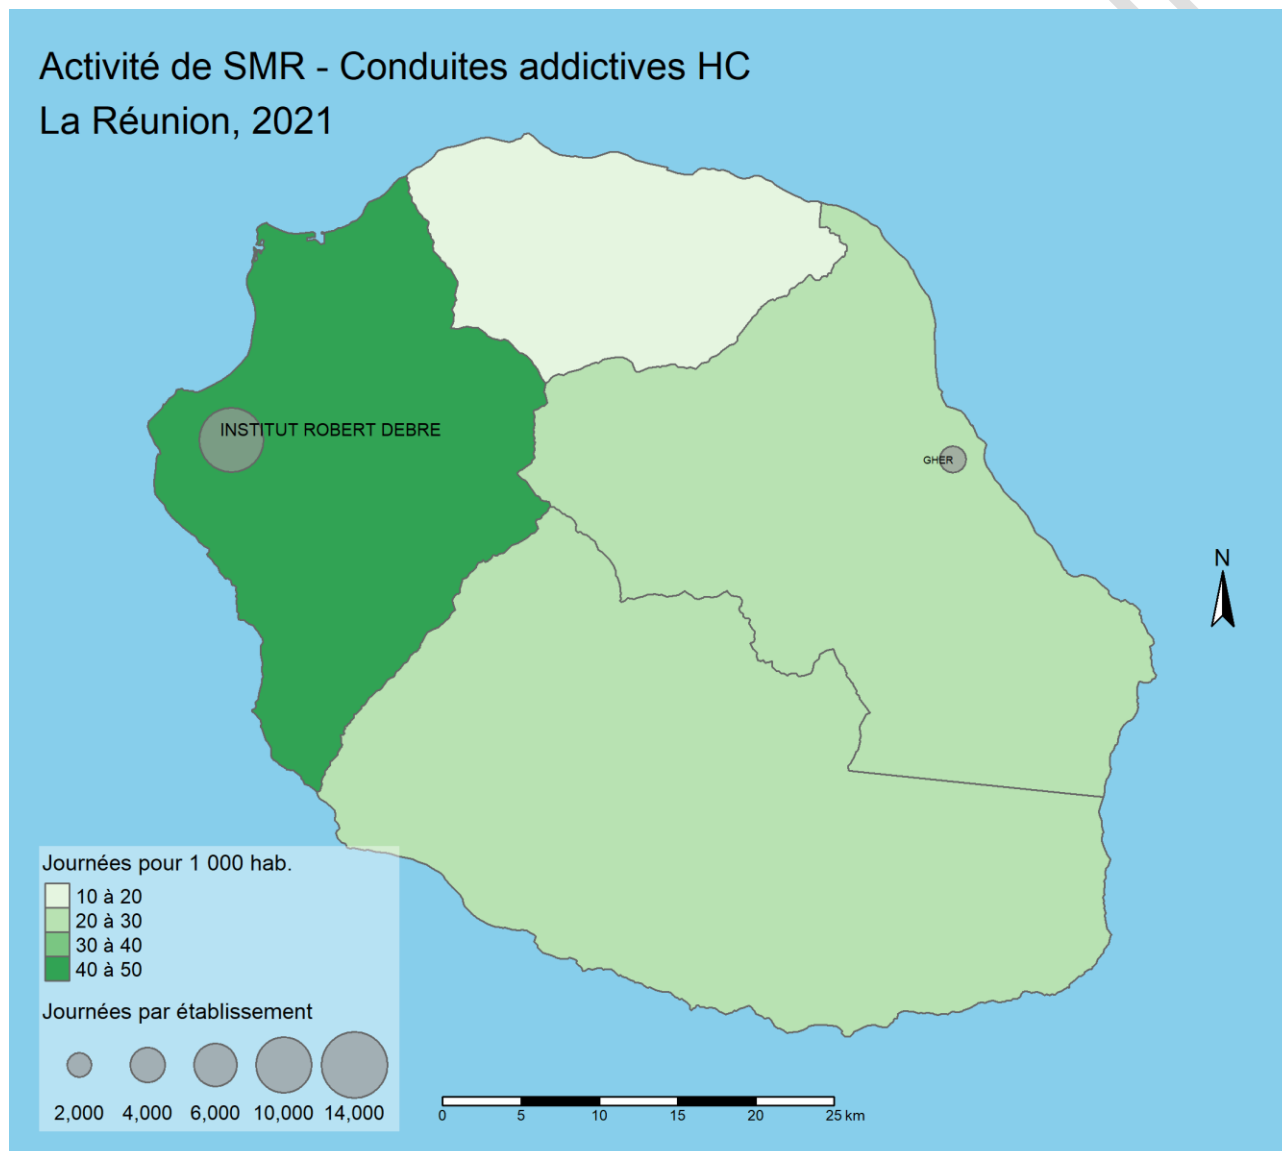 Activité de SMR - Conduites addictives HC
La Réunion, 2021
INSTITUT ROBERT DEBRE
GHER
N
Journées pour 1 000 hab.
10 à 20
20 à 30
30 à 40
40 à 50
Journées par établissement
2,000 4,000 6,000 10,000 14,000
0 5 10 15 20 25 km